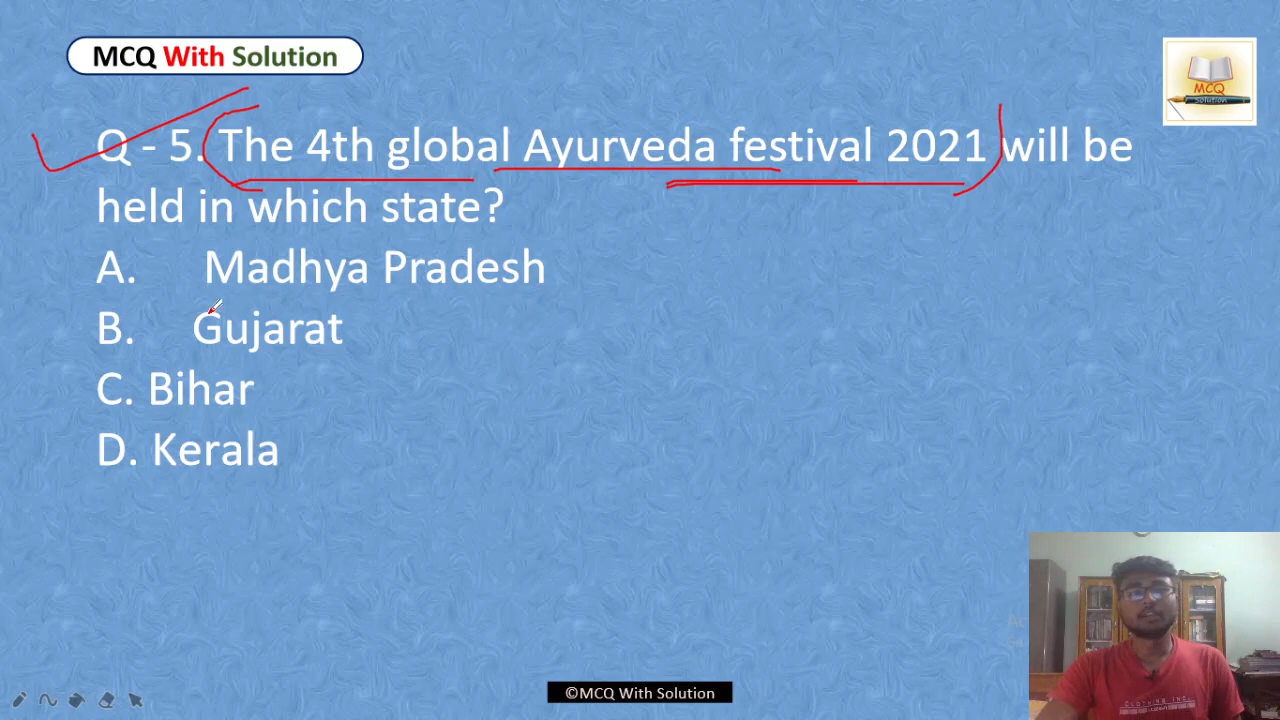 MCQ With Solution
MCQ
Solution
Q - 5. The 4th global Ayurveda festival 2021 will be
held in which state?
A. Madhya Pradesh
B. Gujarat
C. Bihar
D. Kerala
©MCQ With Solution